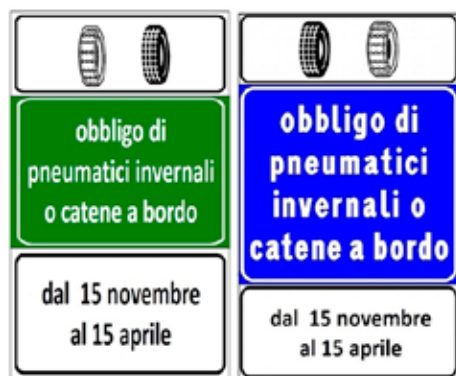 obbligo di
pneumatici invernali
o catene a bordo
dal 15 novembre
al 15 aprile
obbligo di
pneumatici
invernali o
catene a bordo
dal 15 novembre
al 15 aprile